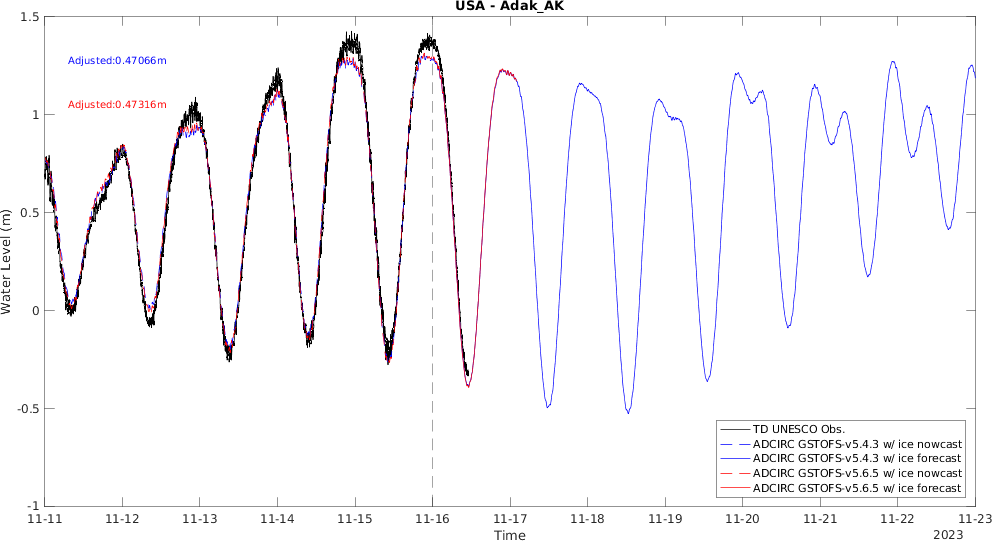 USA - Adak_AK
Adjusted:0.47066m
Adjusted:0.47316m
Water Level (m)
1.5
1
0.5
0
-0.5
-1
11-11 11-12 11-13 11-14 11-15 11-16 11-17 11-18 11-19 11-20 11-21 11-22 11-23
Time
2023
TD UNESCO Obs.
ADCIRC GSTOFS-v5.4.3 w/ ice nowcast
ADCIRC GSTOFS-v5.4.3 w/ ice forecast
ADCIRC GSTOFS-v5.6.5 w/ ice nowcast
ADCIRC GSTOFS-v5.6.5 w/ ice forecast